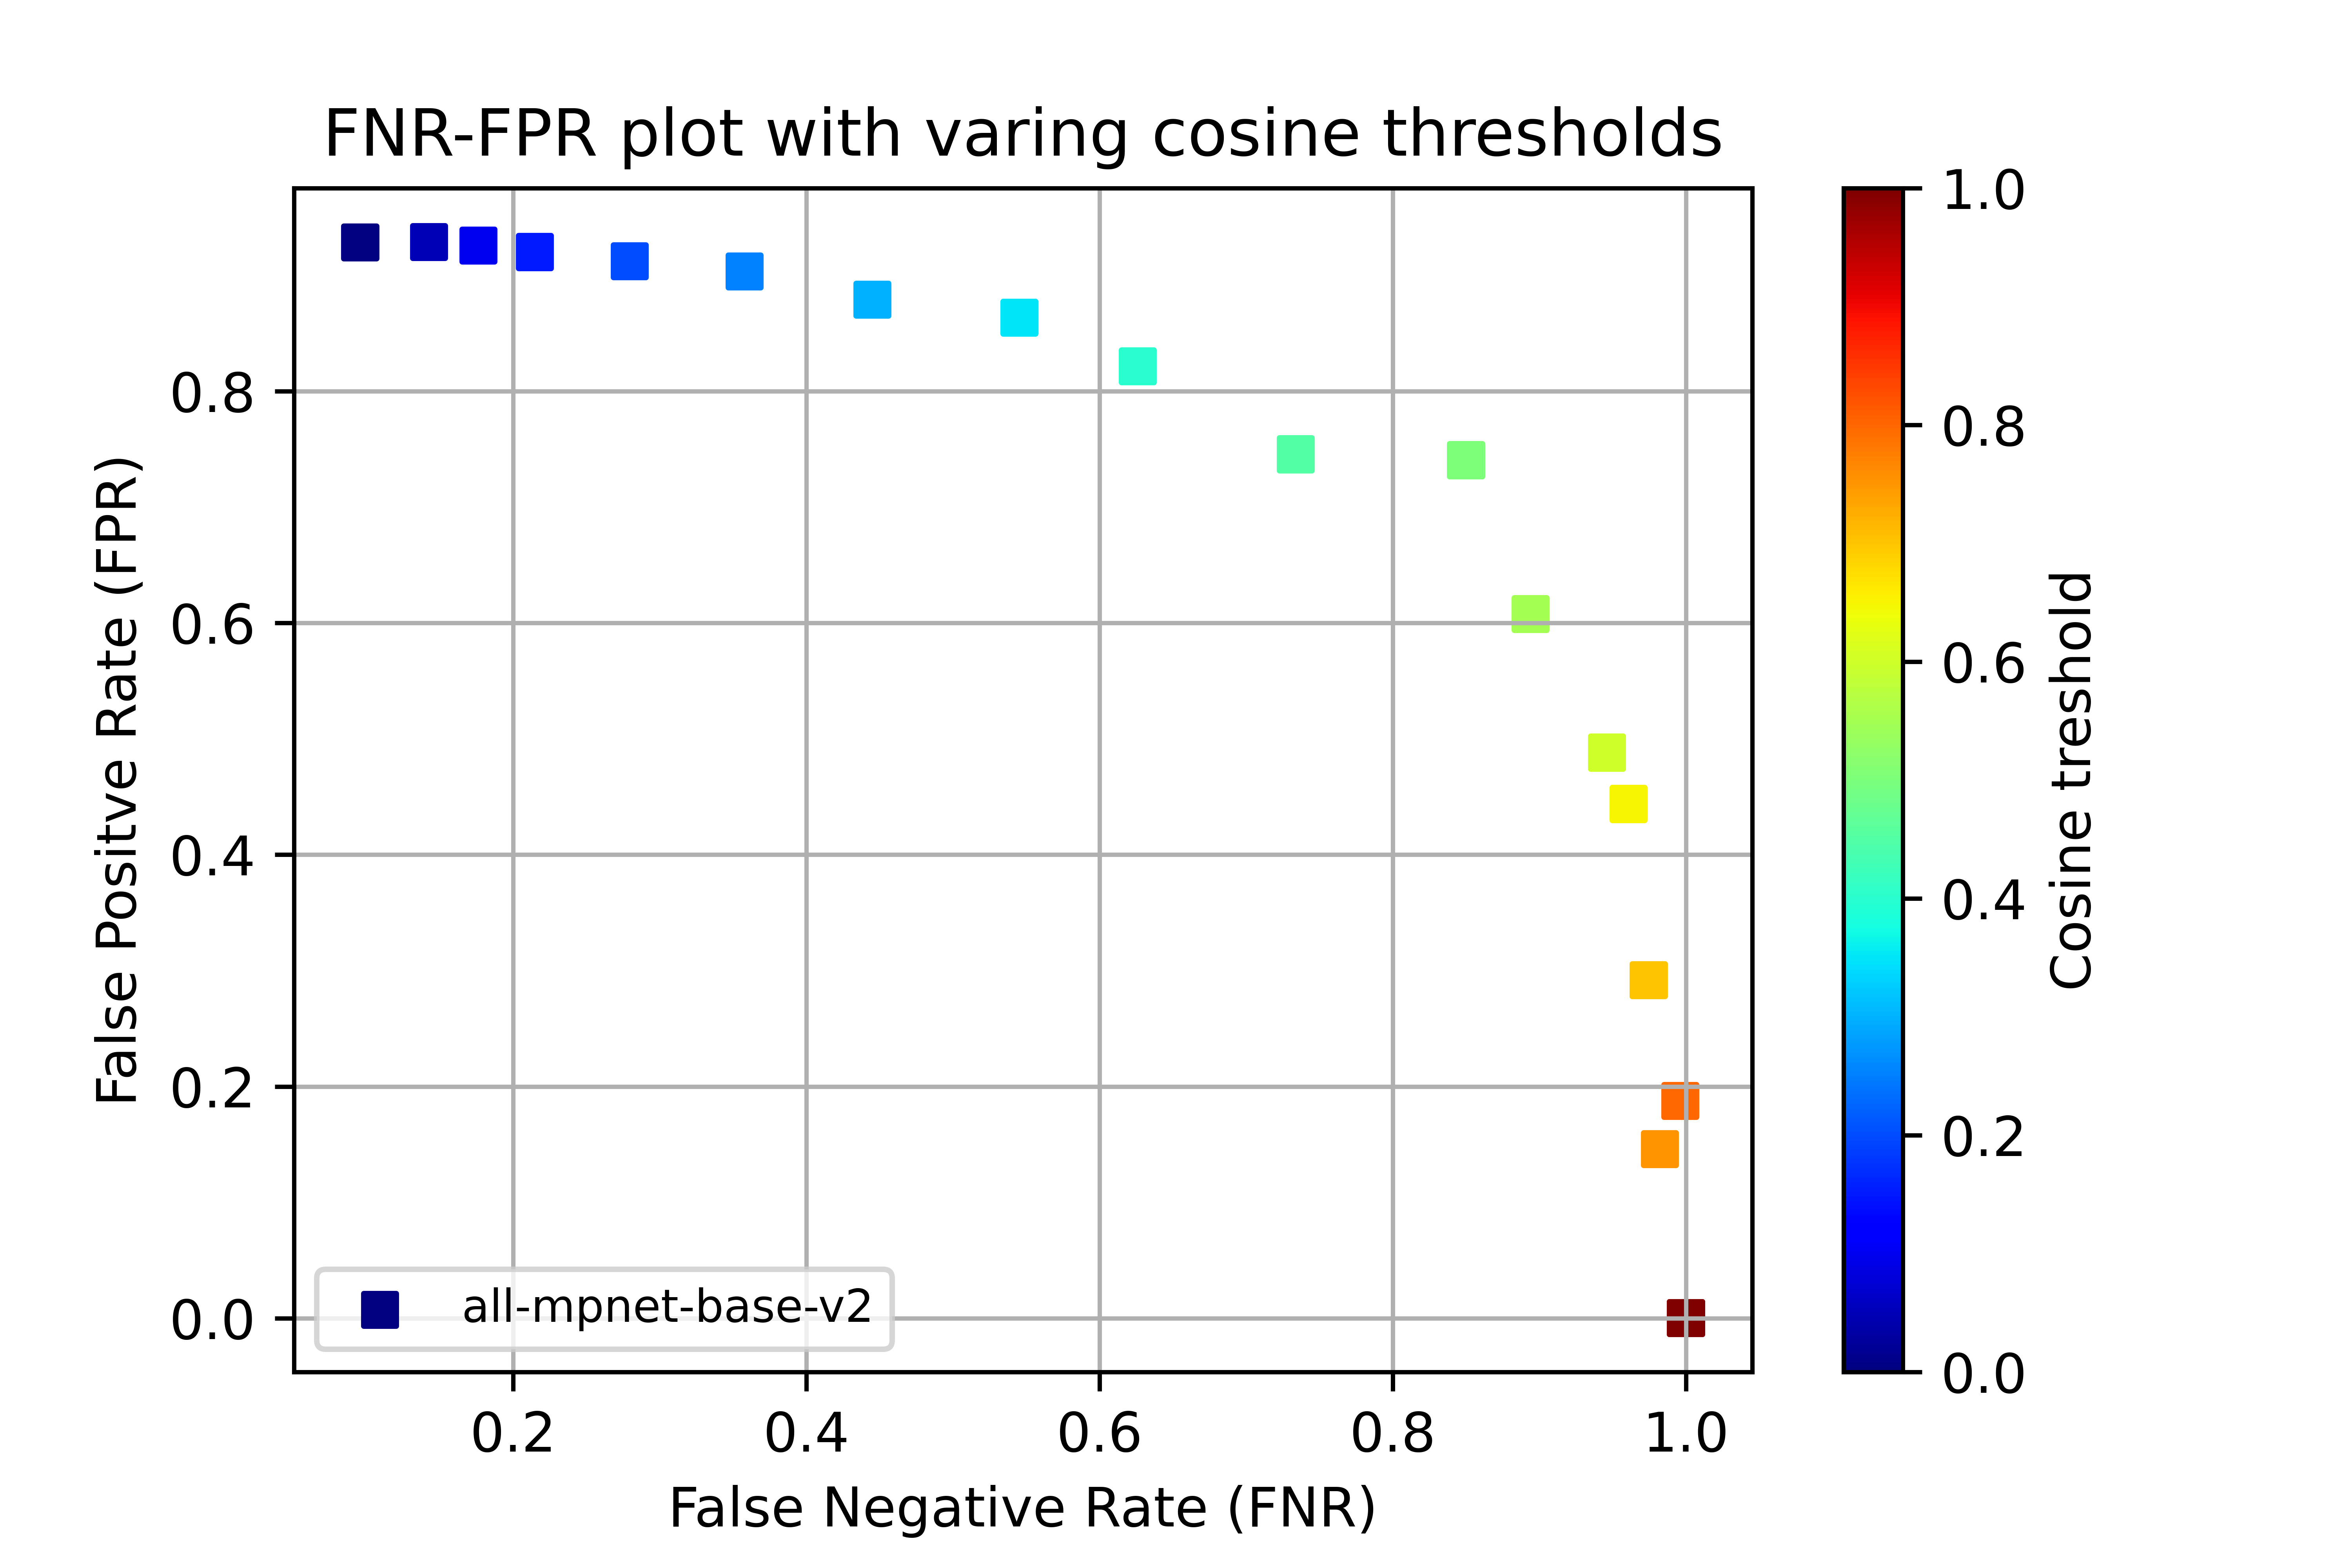 FNR-FPR plot with varing cosine thresholds
False Positve Rate (FPR)
0.8
0.6
0.4
0.2
0.0
all-mpnet-base-v2
0.2 0.4 0.6 0.8 1.0
False Negative Rate (FNR)
1.0
0.8
0.6
0.4
0.2
0.0
Cosine treshold